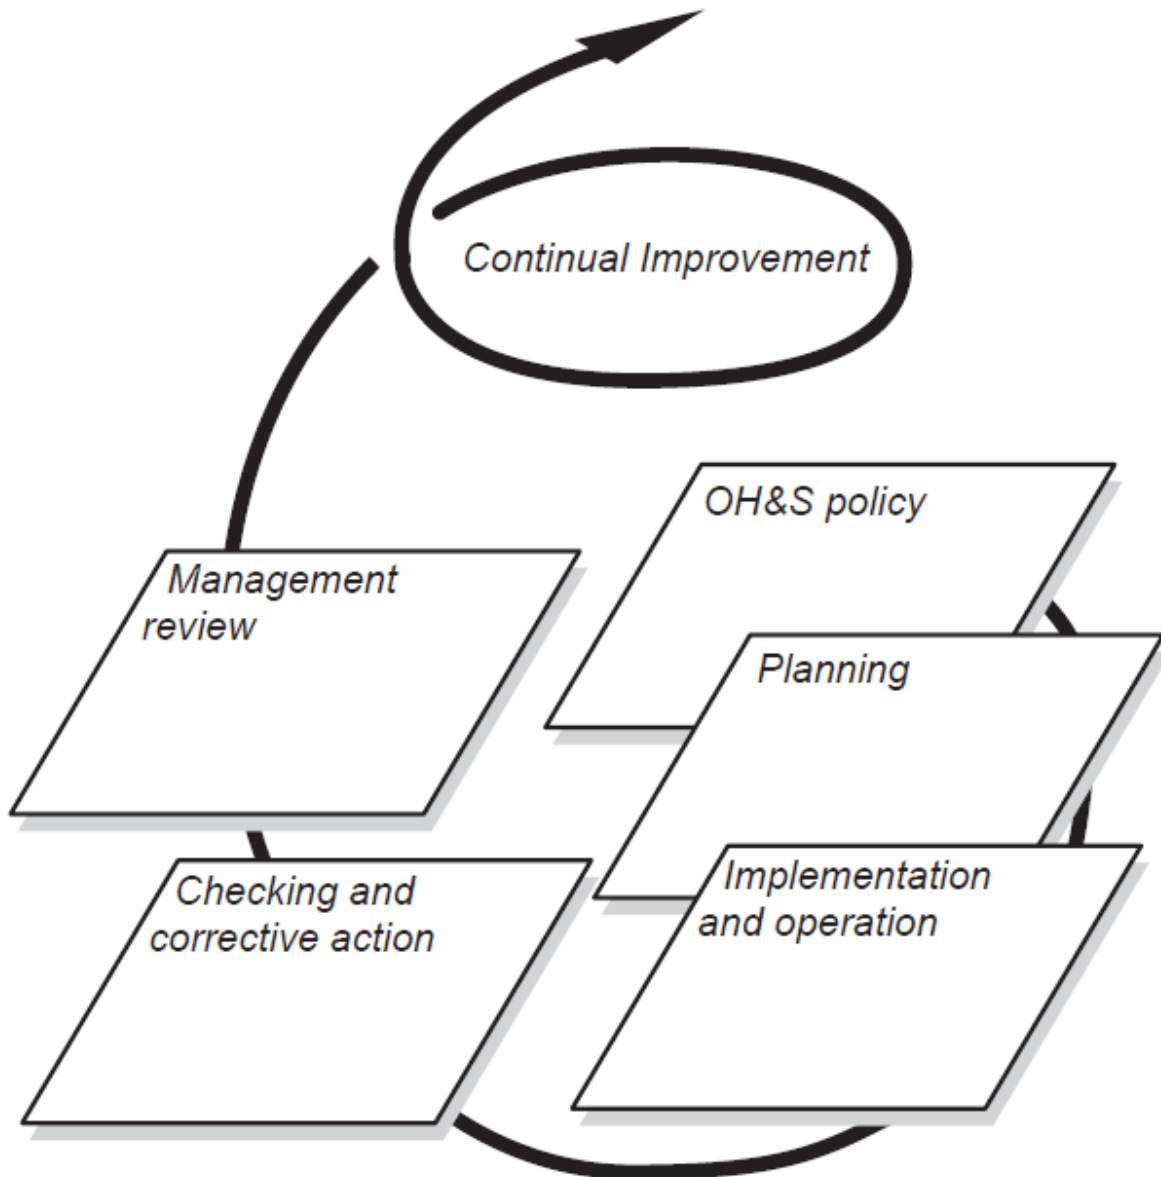 Continual Improvement
OH&S policy
Management
review
Planning
Checking and
corrective action
Implementation
and operation